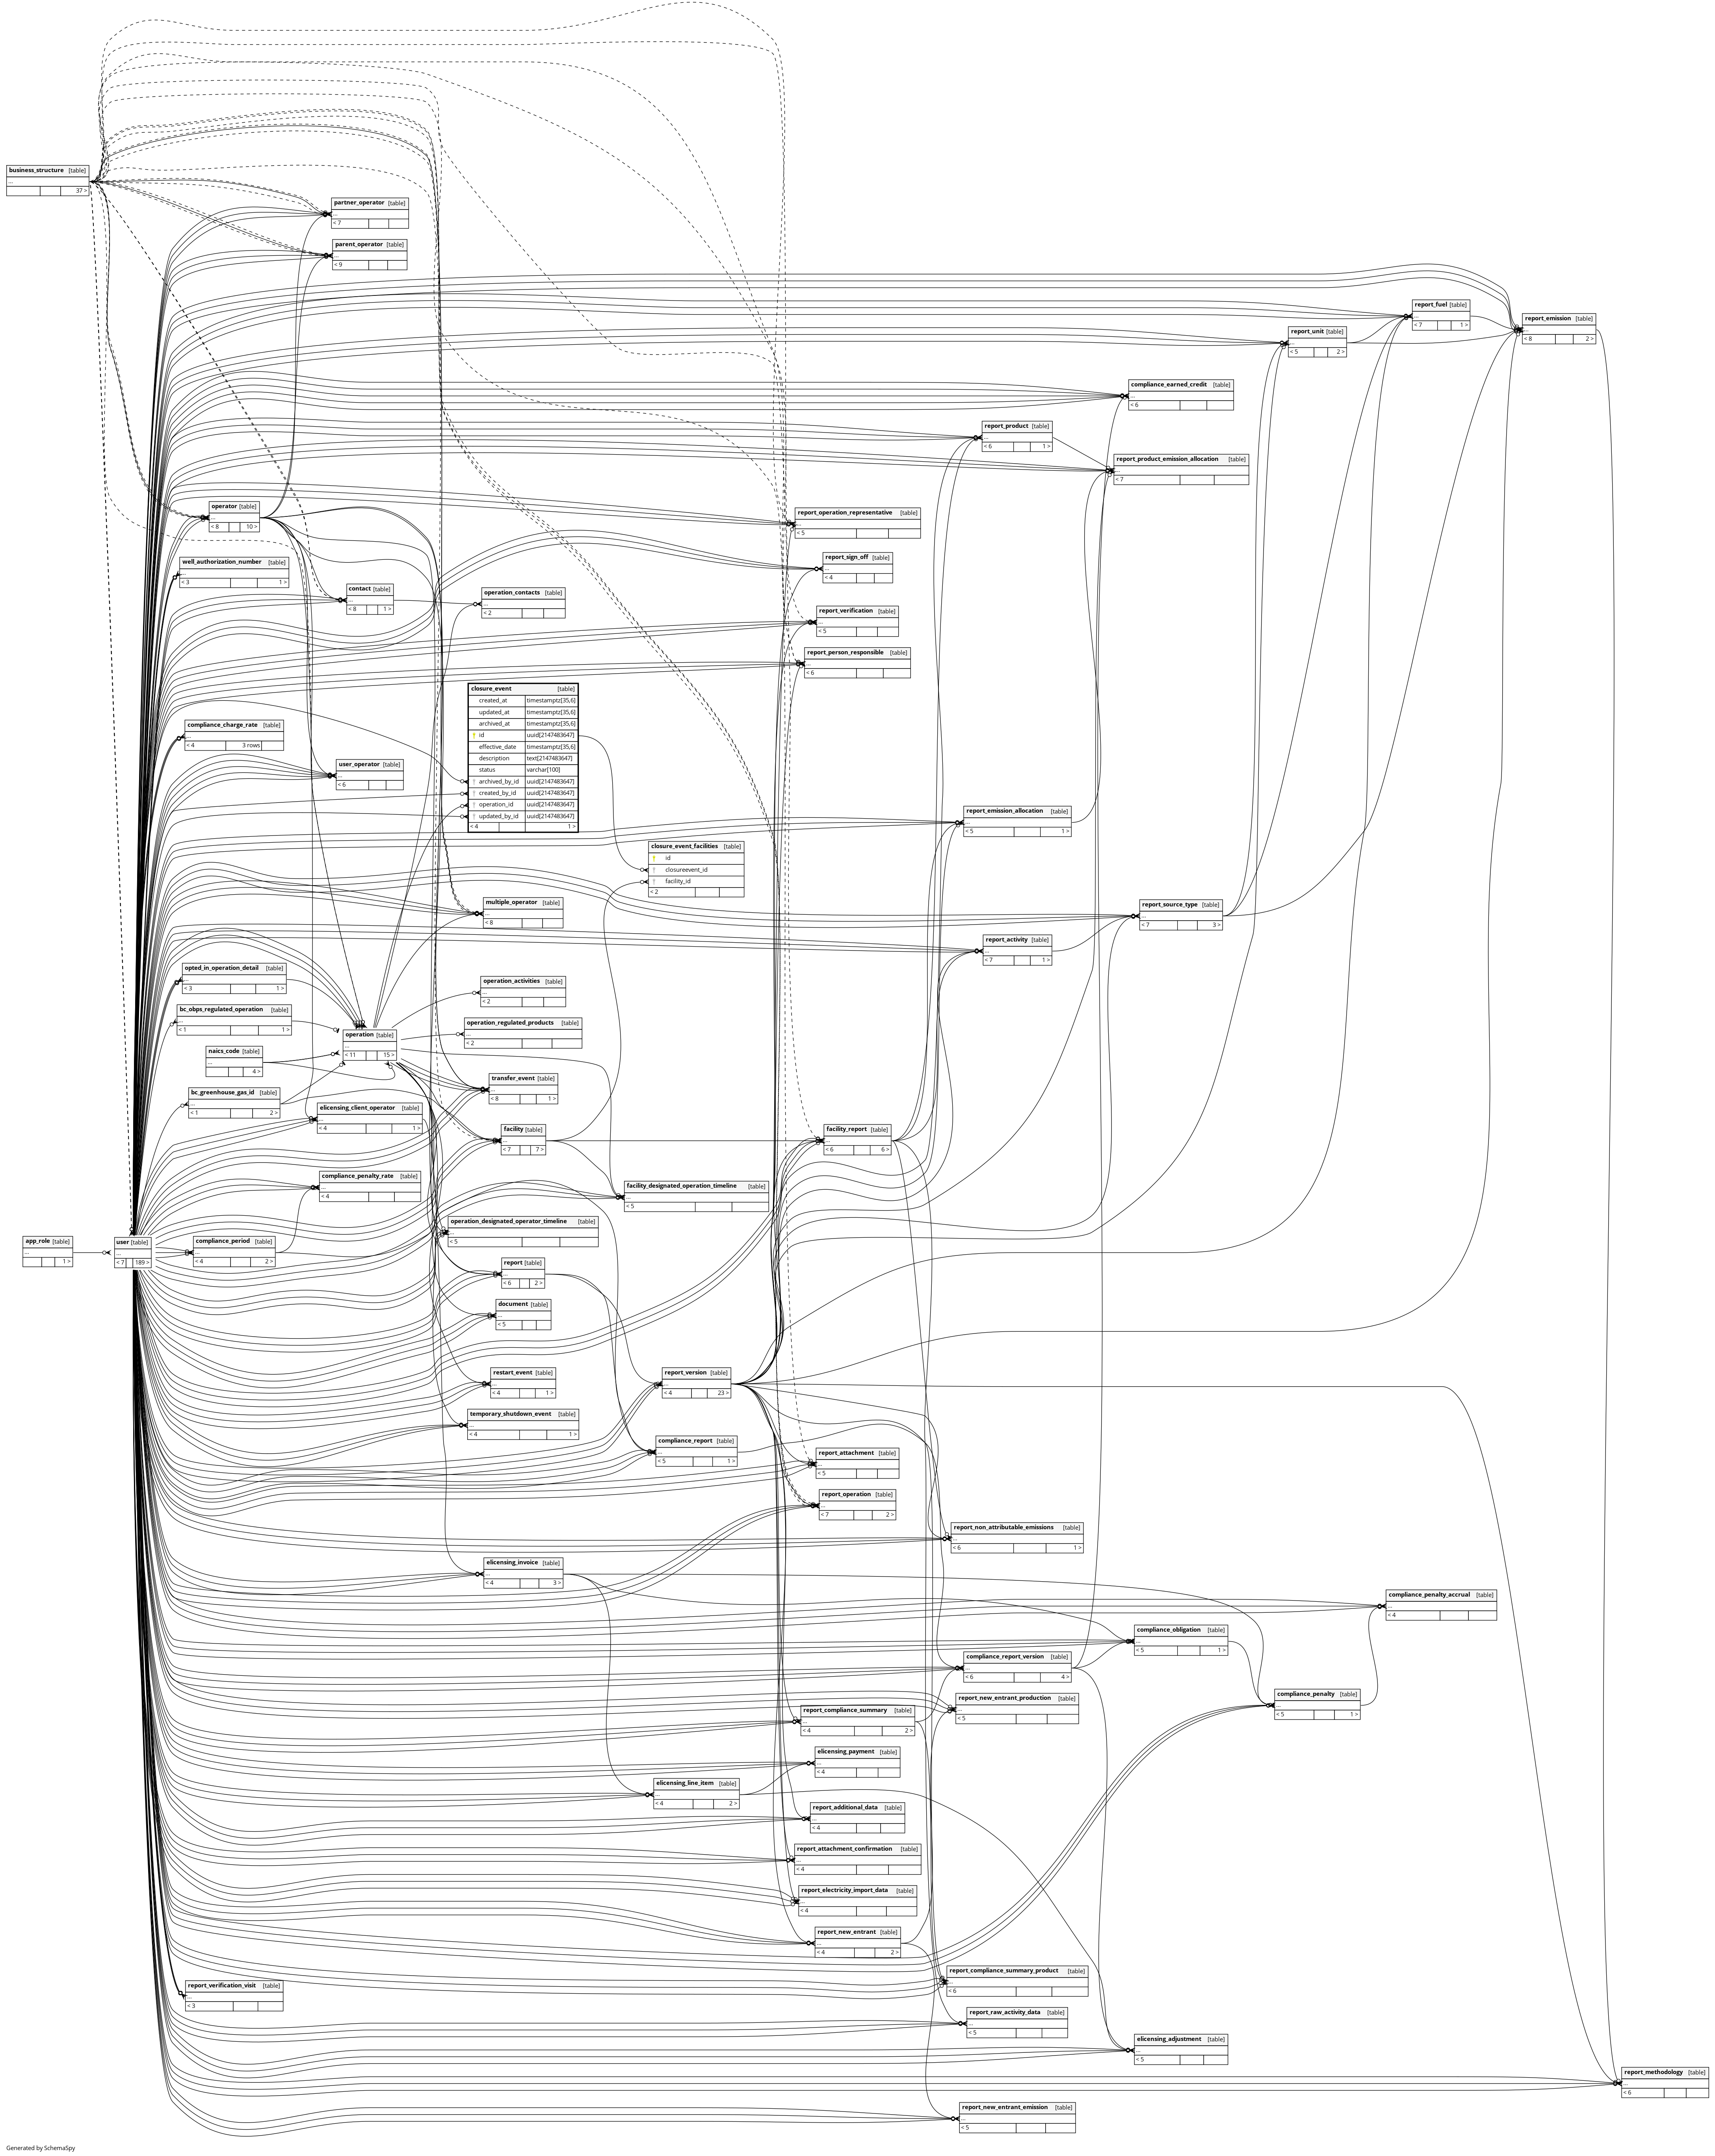 business_structure [table]
...
37 >
partner_operator [table]
...
< 7
parent_operator [table]
...
< 9
report_fuel [table]
...
< 7 1 >
report_emission [table]
...
< 8 2 >
report_unit [table]
...
< 5 2 >
compliance_earned_credit [table]
...
< 6
report_product [table]
...
< 6 1 >
report_product_emission_allocation [table]
...
< 7
operator [table]
...
< 8 10 >
report_operation_representative [table]
...
< 5
report_sign_off [table]
...
< 4
well_authorization_number [table]
...
< 3 1 >
contact [table]
...
< 8 1 >
operation_contacts [table]
...
< 2
report_verification [table]
...
< 5
report_person_responsible [table]
...
< 6
closure_event [table]
created_at timestamptz[35,6]
updated_at timestamptz[35,6]
archived_at timestamptz[35,6]
id uuid[2147483647]
effective_date timestamptz[35,6]
description text[2147483647]
status varchar[100]
archived_by_id uuid[2147483647]
created_by_id uuid[2147483647]
operation_id uuid[2147483647]
updated_by_id uuid[2147483647]
< 4 1 >
compliance_charge_rate [table]
...
< 4 3 rows
user_operator [table]
...
< 6
report_emission_allocation [table]
...
< 5 1 >
closure_event_facilities [table]
id
closureevent_id
facility_id
< 2
multiple_operator [table]
...
< 8
report_source_type [table]
...
< 7 3 >
report_activity [table]
...
< 7 1 >
opted_in_operation_detail [table]
...
< 3 1 >
operation_activities [table]
...
< 2
bc_obps_regulated_operation [table]
...
< 1 1 >
operation_regulated_products [table]
...
< 2
operation [table]
...
< 11 15 >
naics_code [table]
...
4 >
transfer_event [table]
...
< 8 1 >
bc_greenhouse_gas_id [table]
...
< 1 2 >
elicensing_client_operator [table]
...
< 4 1 >
facility [table]
...
< 7 7 >
facility_report [table]
...
< 6 6 >
compliance_penalty_rate [table]
...
< 4
facility_designated_operation_timeline [table]
...
< 5
operation_designated_operator_timeline [table]
...
< 5
app_role [table]
...
1 >
user [table]
...
< 7 189 >
compliance_period [table]
...
< 4 2 >
report [table]
...
< 6 2 >
document [table]
...
< 5
restart_event [table]
...
< 4 1 >
report_version [table]
...
< 4 23 >
temporary_shutdown_event [table]
...
< 4 1 >
compliance_report [table]
...
< 5 1 >
report_attachment [table]
...
< 5
report_operation [table]
...
< 7 2 >
report_non_attributable_emissions [table]
...
< 6 1 >
elicensing_invoice [table]
...
< 4 3 >
compliance_penalty_accrual [table]
...
< 4
compliance_obligation [table]
...
< 5 1 >
compliance_report_version [table]
...
< 6 4 >
compliance_penalty [table]
...
< 5 1 >
report_new_entrant_production [table]
...
< 5
report_compliance_summary [table]
...
< 4 2 >
elicensing_payment [table]
...
< 4
elicensing_line_item [table]
...
< 4 2 >
report_additional_data [table]
...
< 4
report_attachment_confirmation [table]
...
< 4
report_electricity_import_data [table]
...
< 4
report_new_entrant [table]
...
< 4 2 >
report_compliance_summary_product [table]
...
< 6
report_verification_visit [table]
...
< 3
report_raw_activity_data [table]
...
< 5
elicensing_adjustment [table]
...
< 5
report_methodology [table]
...
< 6
report_new_entrant_emission [table]
...
< 5
Generated by SchemaSpy